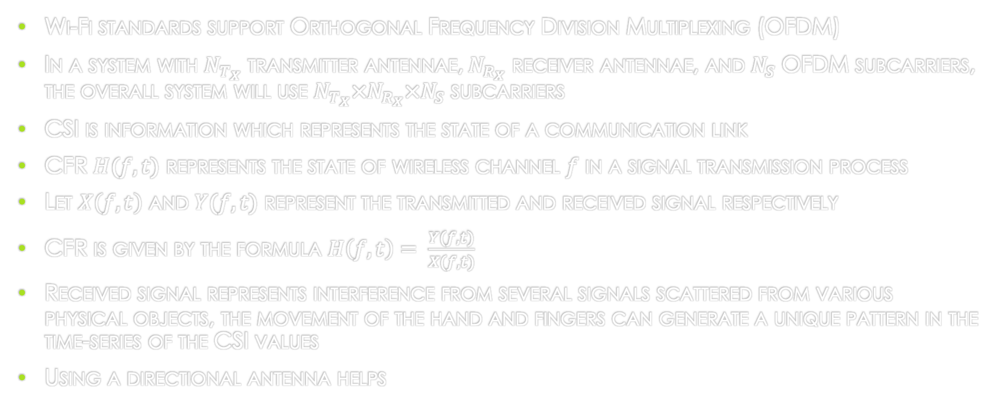 • Wi-Fi standards support Orthogonal Frequency Division Multiplexing (OFDM)
• In a system with $N_{T_X}$ transmitter antennae, $N_{R_X}$ receiver antennae, and $N_S$ OFDM subcarriers,
the overall system will use $N_{T_X} \times N_{R_X} \times N_S$ subcarriers
• CSI is information which represents the state of a communication link
• CFR $H(f,t)$ represents the state of wireless channel $f$ in a signal transmission process
• Let $X(f,t)$ and $Y(f,t)$ represent the transmitted and received signal respectively
• CFR is given by the formula $H(f,t) = \frac{Y(f,t)}{X(f,t)}$
• Received signal represents interference from several signals scattered from various
physical objects, the movement of the hand and fingers can generate a unique pattern in the
time-series of the CSI values
• Using a directional antenna helps